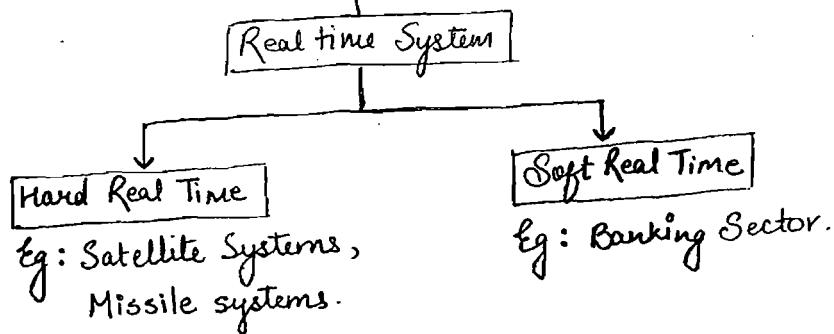 Real time System
Hard Real Time
Eg: Satellite Systems,
Missile systems.
Soft Real Time
Eg: Banking Sector.